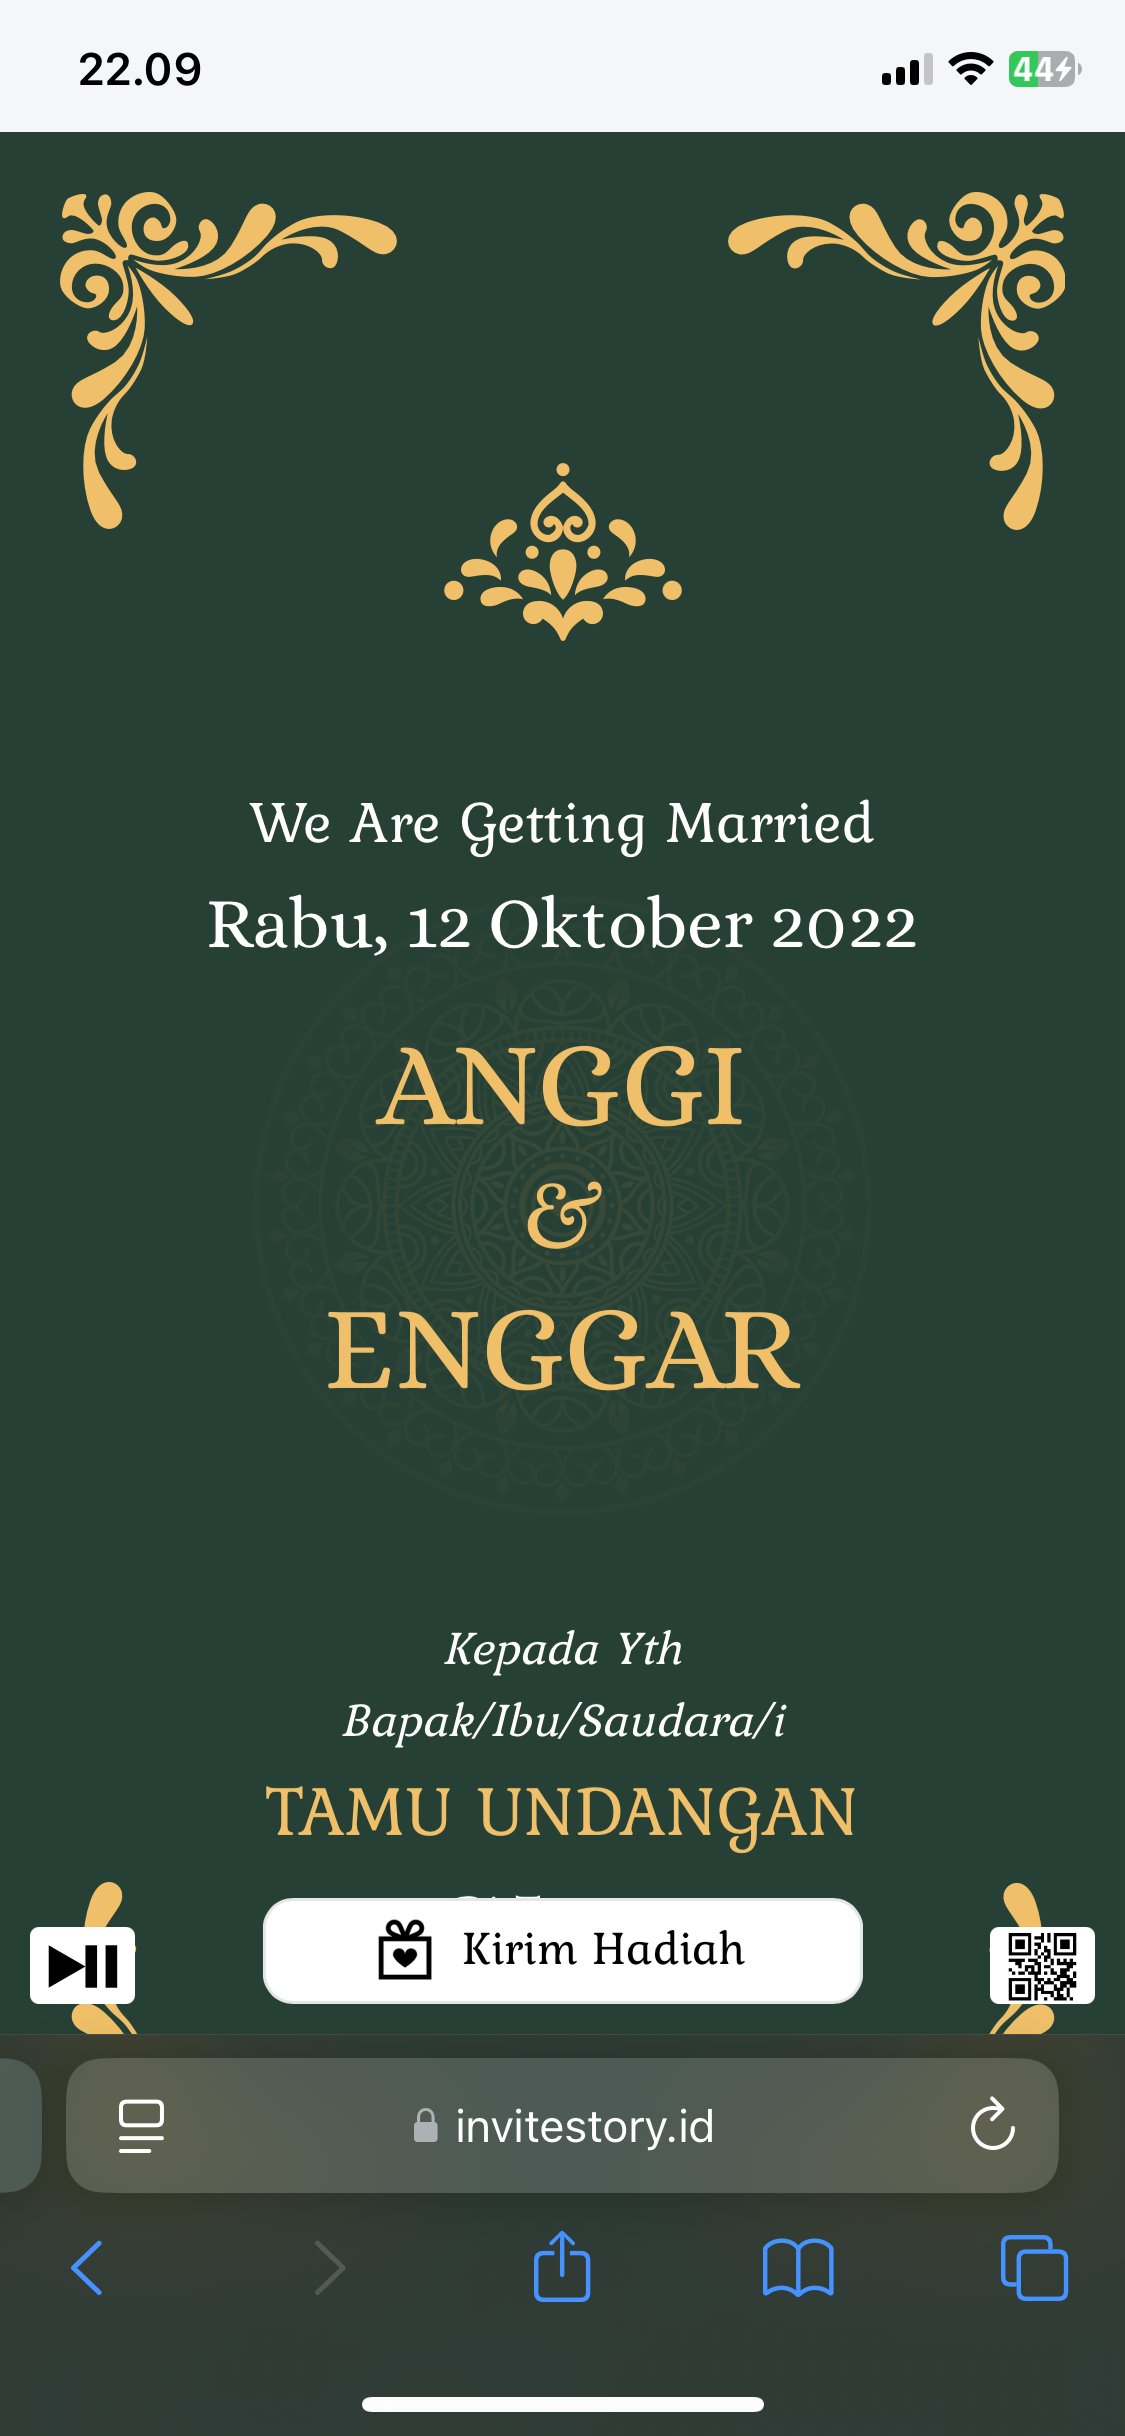 22.09
44
We Are Getting Married
Rabu, 12 Oktober 2022
ANGGI
&
ENGGAR
Kepada Yth
Bapak/Ibu/Saudara/i
TAMU UNDANGAN
Kirim Hadiah
invitestory.id